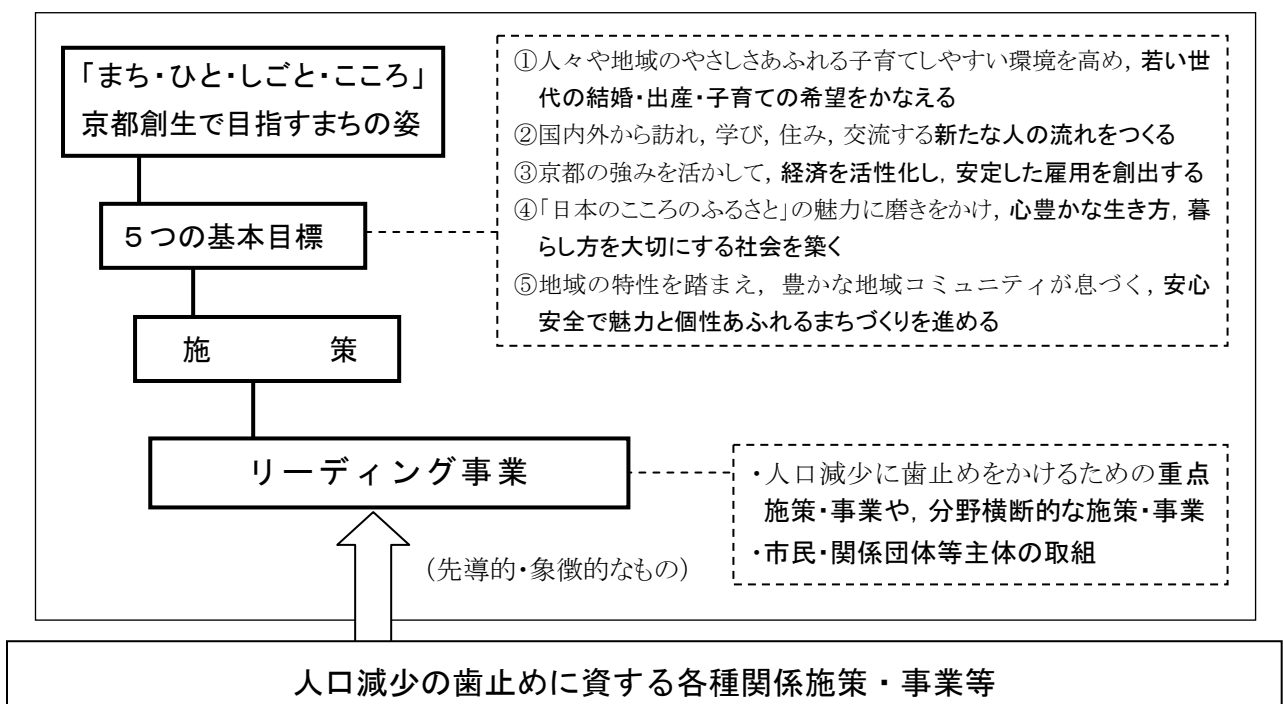 「まち・ひと・しごと・こころ」
京都創生で目指すまちの姿
5つの基本目標
①人々や地域のやさしさあふれる子育てしやすい環境を高め，若い世
代の結婚・出産・子育ての希望をかなえる
②国内外から訪れ，学び，住み，交流する新たな人の流れをつくる
③京都の強みを活かして，経済を活性化し，安定した雇用を創出する
④「日本のこころのふるさと」の魅力に磨きをかけ，心豊かな生き方，暮
らし方を大切にする社会を築く
⑤地域の特性を踏まえ，豊かな地域コミュニティが息づく，安心
安全で魅力と個性あふれるまちづくりを進める
施　　　策
リーディング事業
・人口減少に歯止めをかけるための重点
施策・事業や，分野横断的な施策・事業
・市民・関係団体等主体の取組
（先導的・象徴的なもの）
人口減少の歯止めに資する各種関係施策・事業等